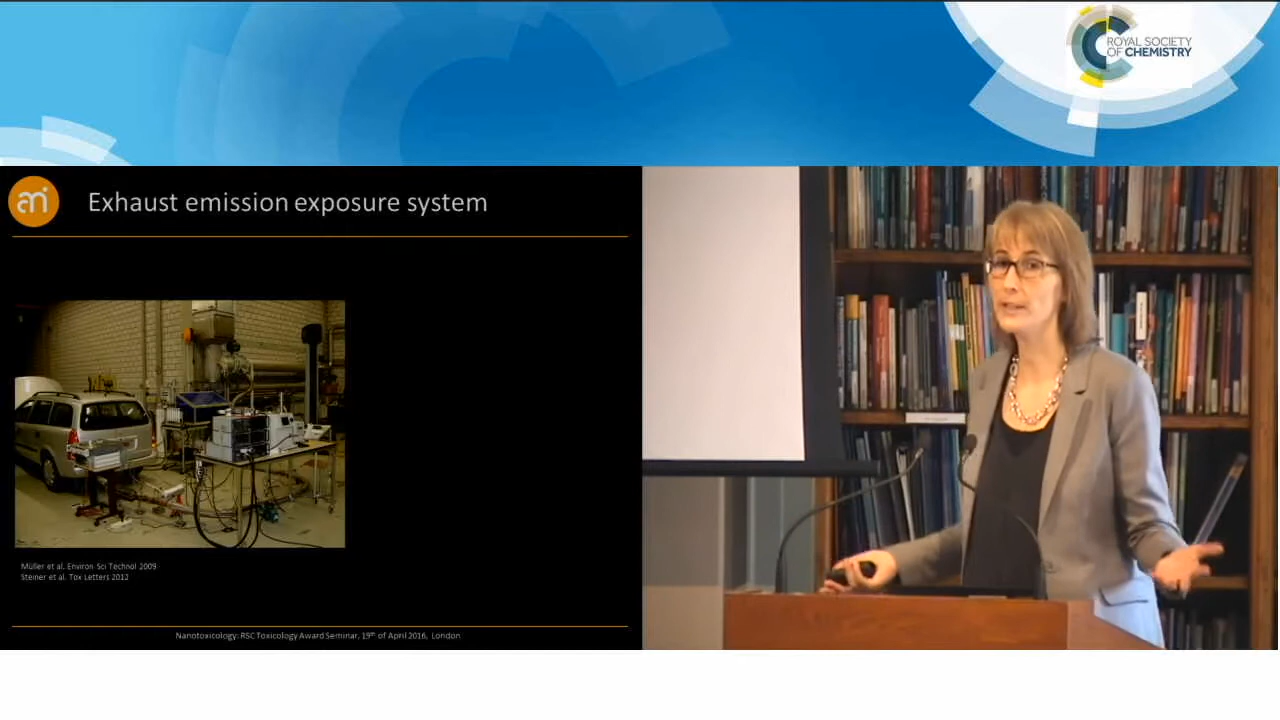 ROYAL SOCIETY
OF CHEMISTRY
ani
Exhaust emission exposure system
Müller et al. Environ Sci Technol 2009
Steiner et al. Tox Letters 2012
Nanotoxicology: RSC Toxicology Award Seminar, 19th of April 2016, London